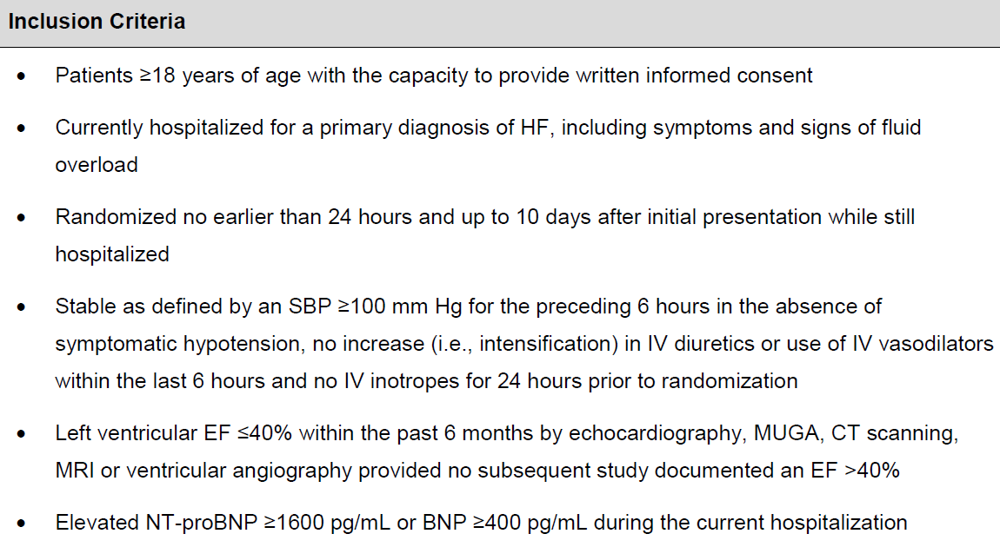 Inclusion Criteria
• Patients ≥18 years of age with the capacity to provide written informed consent
• Currently hospitalized for a primary diagnosis of HF, including symptoms and signs of fluid
overload
• Randomized no earlier than 24 hours and up to 10 days after initial presentation while still
hospitalized
• Stable as defined by an SBP ≥100 mm Hg for the preceding 6 hours in the absence of
symptomatic hypotension, no increase (i.e., intensification) in IV diuretics or use of IV vasodilators
within the last 6 hours and no IV inotropes for 24 hours prior to randomization
• Left ventricular EF ≤40% within the past 6 months by echocardiography, MUGA, CT scanning,
MRI or ventricular angiography provided no subsequent study documented an EF >40%
• Elevated NT-proBNP ≥1600 pg/mL or BNP ≥400 pg/mL during the current hospitalization